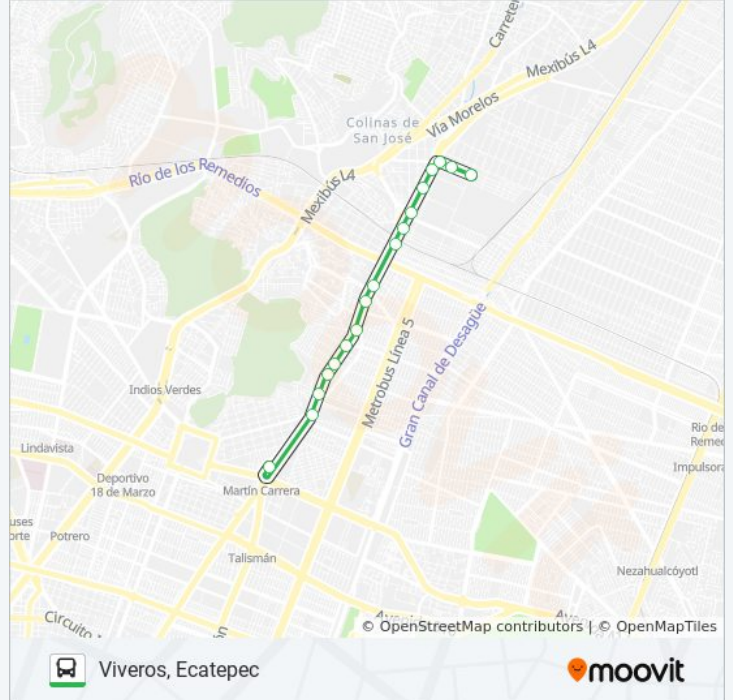 Carreter
Mexibús L4
Vía Morelos
Colinas de
San José
Río de los Remedios
Mexibús L4
Metrobus Línea 5
Gran Canal de Desagüe
Indios Verdes
Lindavista
Deportivo
18 de Marzo
Martín Carrera
Río de
Reme
Impulsora
uses
orte
Potrero
Talismán
Nezahualcóyotl
Circuito
© OpenStreetMap contributors | © OpenMapTiles
Viveros, Ecatepec
moovit